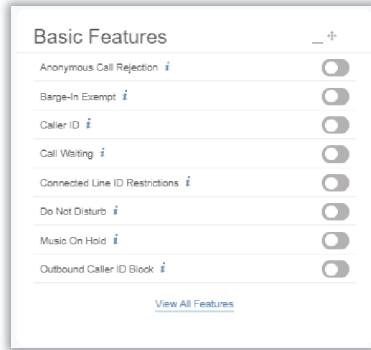 Basic Features
Anonymous Call Rejection i
Barge-In Exempt i
Caller ID i
Call Waiting i
Connected Line ID Restrictions i
Do Not Disturb i
Music On Hold i
Outbound Caller ID Block i
View All Features